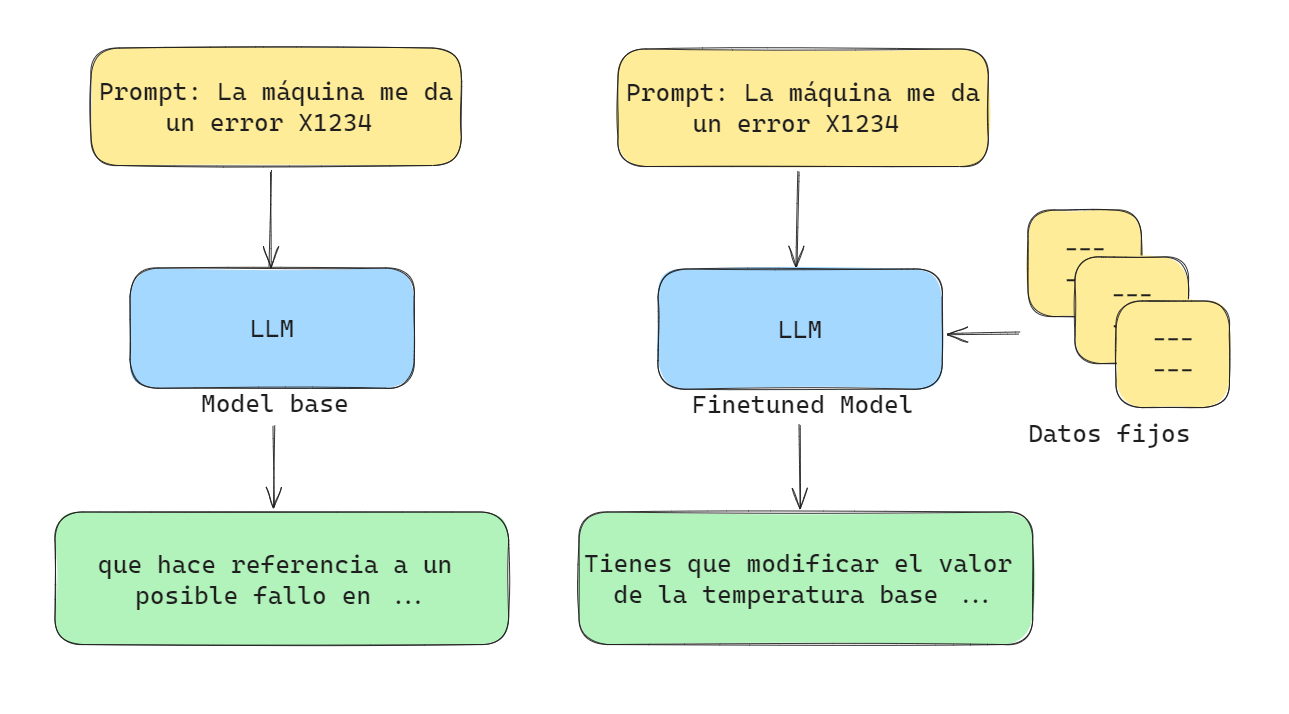 Prompt: La máquina me da
un error X1234
LLM
Model base
que hace referencia a un
posible fallo en ...
Prompt: La máquina me da
un error X1234
LLM
Finetuned Model
---
---
---
---
Datos fijos
Tienes que modificar el valor
de la temperatura base ...